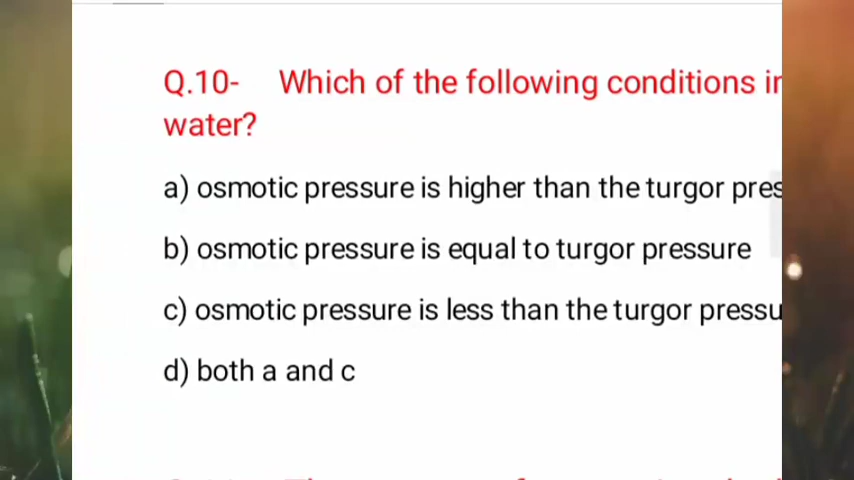 Q.10- Which of the following conditions in
water?
a) osmotic pressure is higher than the turgor pres
b) osmotic pressure is equal to turgor pressure
c) osmotic pressure is less than the turgor pressu
d) both a and c